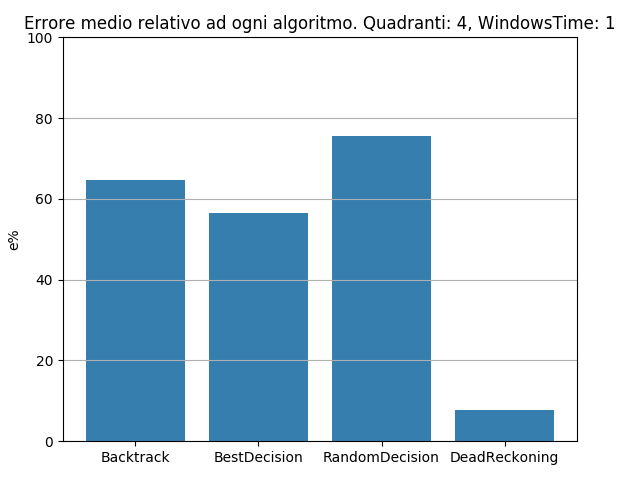 Errore medio relativo ad ogni algoritmo. Quadranti: 4, WindowsTime: 1
100
80
60
40
20
0
e%
Backtrack BestDecision RandomDecision DeadReckoning